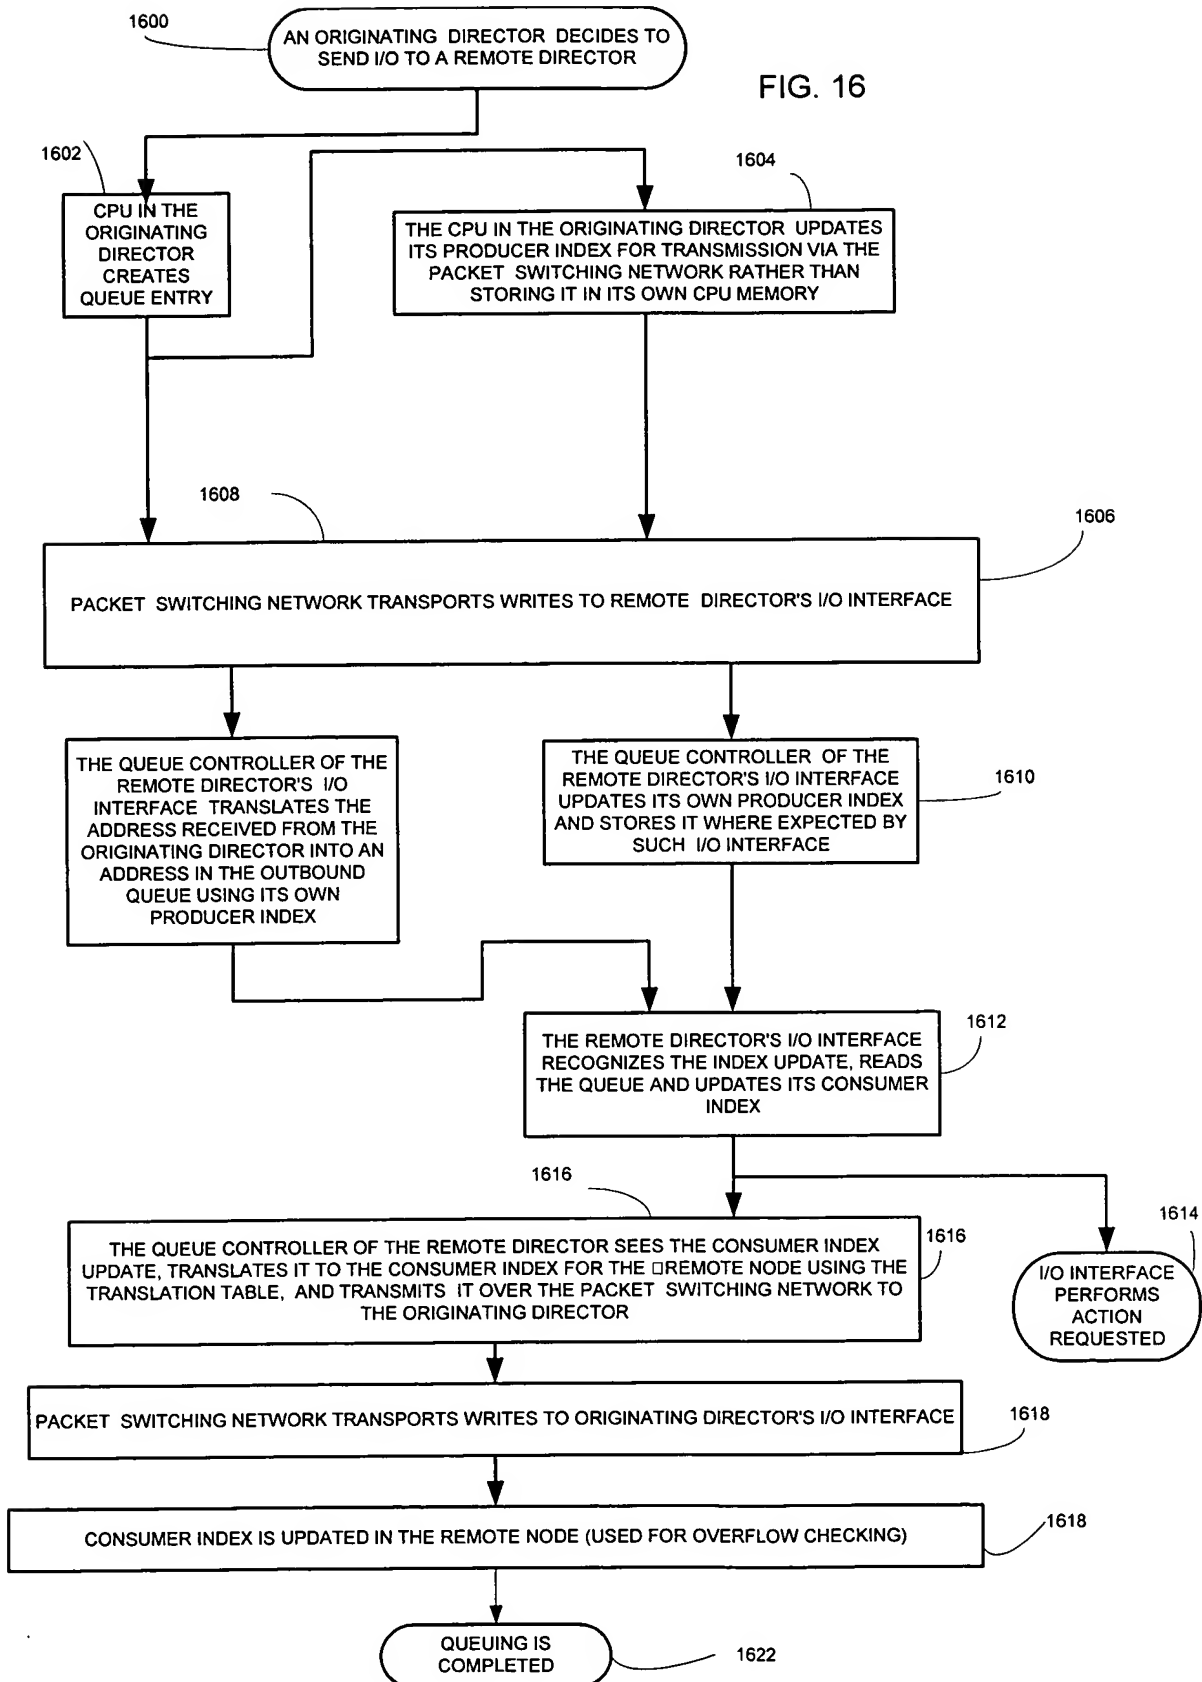 1600
AN ORIGINATING DIRECTOR DECIDES TO
SEND I/O TO A REMOTE DIRECTOR
FIG. 16
1602
1604
CPU IN THE
ORIGINATING
DIRECTOR
CREATES
QUEUE ENTRY
THE CPU IN THE ORIGINATING DIRECTOR UPDATES
ITS PRODUCER INDEX FOR TRANSMISSION VIA THE
PACKET SWITCHING NETWORK RATHER THAN
STORING IT IN ITS OWN CPU MEMORY
1608
1606
PACKET SWITCHING NETWORK TRANSPORTS WRITES TO REMOTE DIRECTOR'S I/O INTERFACE
THE QUEUE CONTROLLER OF THE
REMOTE DIRECTOR'S I/O
INTERFACE TRANSLATES THE
ADDRESS RECEIVED FROM THE
ORIGINATING DIRECTOR INTO AN
ADDRESS IN THE OUTBOUND
QUEUE USING ITS OWN
PRODUCER INDEX
THE QUEUE CONTROLLER OF THE
REMOTE DIRECTOR'S I/O INTERFACE
UPDATES ITS OWN PRODUCER INDEX
AND STORES IT WHERE EXPECTED BY
SUCH I/O INTERFACE
1610
1612
THE REMOTE DIRECTOR'S I/O INTERFACE
RECOGNIZES THE INDEX UPDATE, READS
THE QUEUE AND UPDATES ITS CONSUMER
INDEX
1616
1614
THE QUEUE CONTROLLER OF THE REMOTE DIRECTOR SEES THE CONSUMER INDEX
UPDATE, TRANSLATES IT TO THE CONSUMER INDEX FOR THE □REMOTE NODE USING THE
TRANSLATION TABLE, AND TRANSMITS IT OVER THE PACKET SWITCHING NETWORK TO
THE ORIGINATING DIRECTOR
1616
I/O INTERFACE
PERFORMS
ACTION
REQUESTED
PACKET SWITCHING NETWORK TRANSPORTS WRITES TO ORIGINATING DIRECTOR'S I/O INTERFACE
1618
CONSUMER INDEX IS UPDATED IN THE REMOTE NODE (USED FOR OVERFLOW CHECKING)
1618
QUEUING IS
COMPLETED
1622